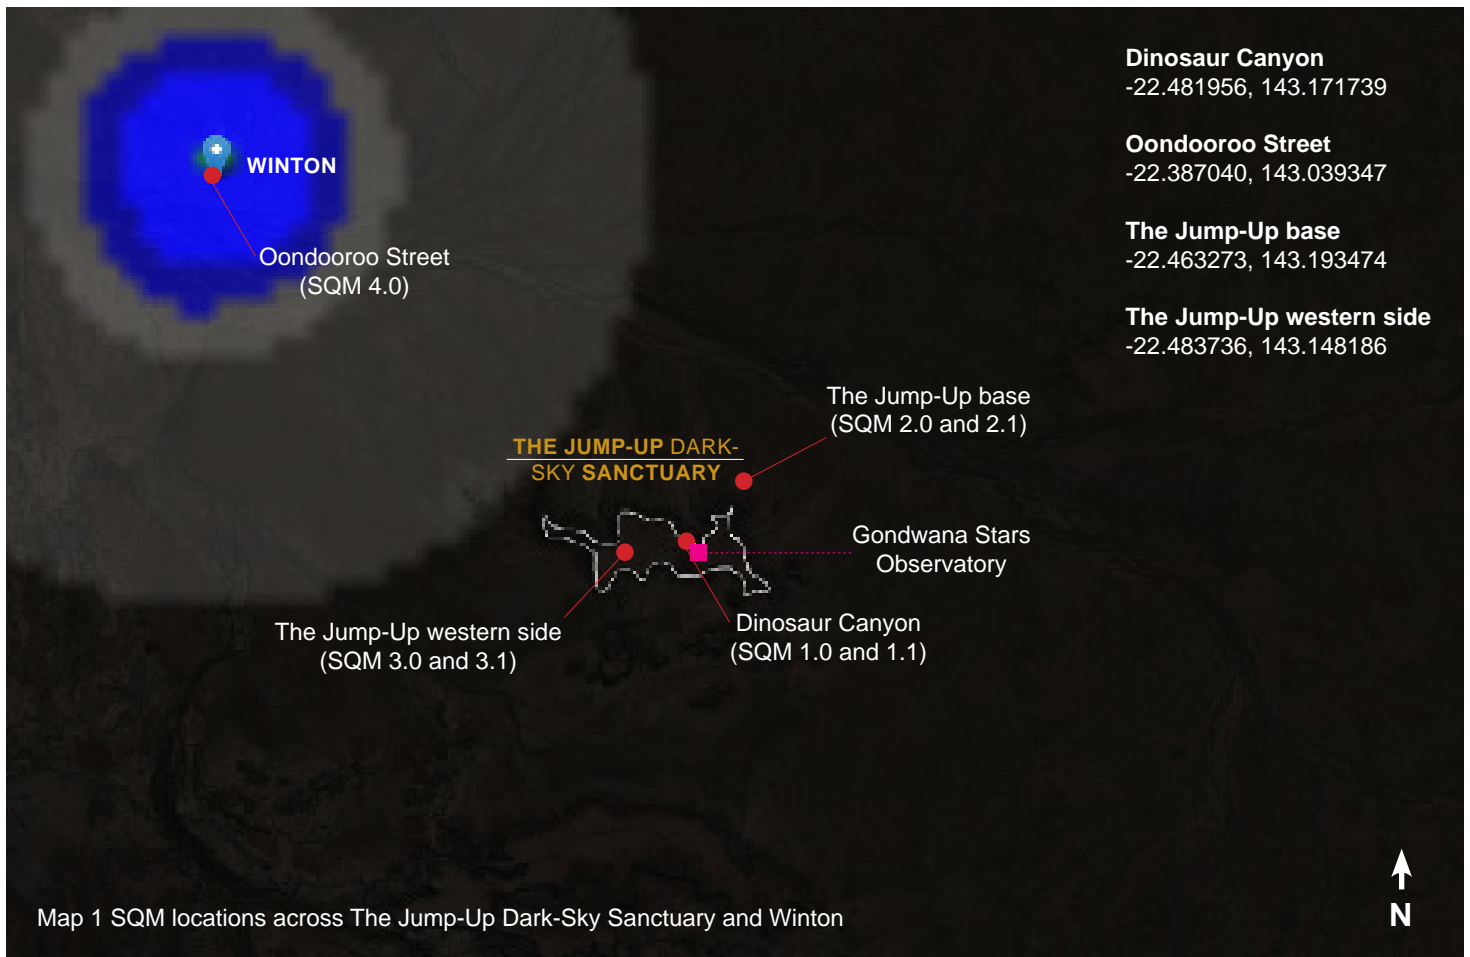 Dinosaur Canyon
-22.481956, 143.171739
Oondooroo Street
-22.387040, 143.039347
The Jump-Up base
-22.463273, 143.193474
The Jump-Up western side
-22.483736, 143.148186
WINTON
Oondooroo Street
(SQM 4.0)
The Jump-Up base
(SQM 2.0 and 2.1)
THE JUMP-UP DARK-
SKY SANCTUARY
Gondwana Stars
Observatory
The Jump-Up western side
(SQM 3.0 and 3.1)
Dinosaur Canyon
(SQM 1.0 and 1.1)
Map 1 SQM locations across The Jump-Up Dark-Sky Sanctuary and Winton
N